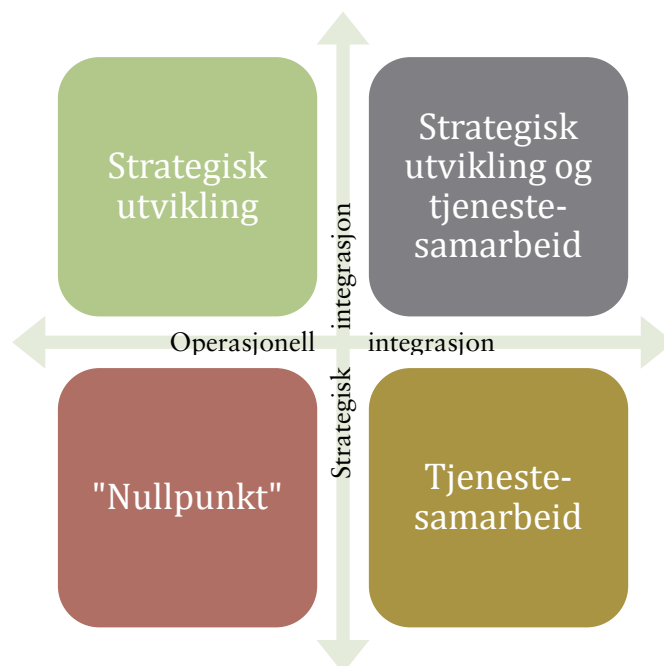 Strategisk
utvikling
Strategisk
utvikling og
tjeneste-
samarbeid
Strategisk integrasjon
Operasjonell integrasjon
"Nullpunkt"
Tjeneste-
samarbeid